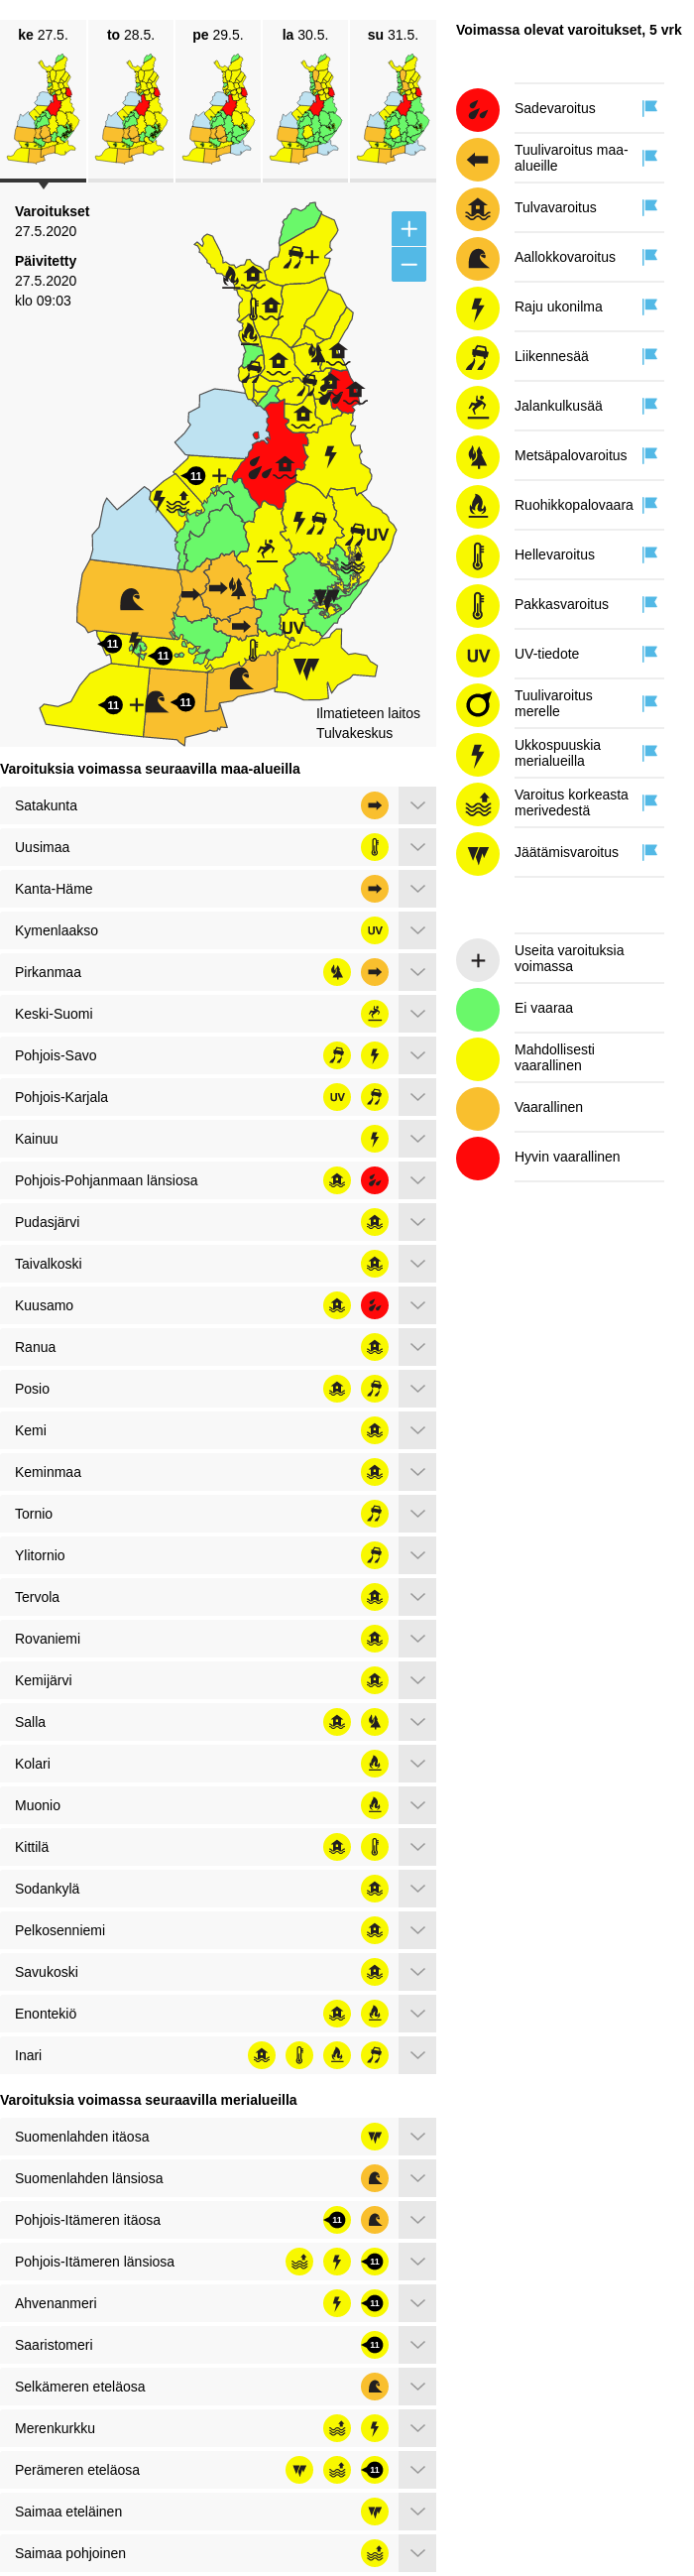 ke 27.5.
to 28.5.
pe 29.5.
la 30.5.
su 31.5.
Varoitukset
27.5.2020
Päivitetty
27.5.2020
klo 09:03
+
−
+
11
+
UV
UV
11
11
11
+
11
Ilmatieteen laitos
Tulvakeskus
Varoituksia voimassa seuraavilla maa-alueilla
Satakunta
Uusimaa
Kanta-Häme
Kymenlaakso UV
Pirkanmaa
Keski-Suomi
Pohjois-Savo
Pohjois-Karjala UV
Kainuu
Pohjois-Pohjanmaan länsiosa
Pudasjärvi
Taivalkoski
Kuusamo
Ranua
Posio
Kemi
Keminmaa
Tornio
Ylitornio
Tervola
Rovaniemi
Kemijärvi
Salla
Kolari
Muonio
Kittilä
Sodankylä
Pelkosenniemi
Savukoski
Enontekiö
Inari
Varoituksia voimassa seuraavilla merialueilla
Suomenlahden itäosa
Suomenlahden länsiosa
Pohjois-Itämeren itäosa 11
Pohjois-Itämeren länsiosa 11
Ahvenanmeri 11
Saaristomeri 11
Selkämeren eteläosa
Merenkurkku
Perämeren eteläosa 11
Saimaa eteläinen
Saimaa pohjoinen
Voimassa olevat varoitukset, 5 vrk
Sadevaroitus
Tuulivaroitus maa-
alueille
Tulvavaroitus
Aallokkovaroitus
Raju ukonilma
Liikennesää
Jalankulkusää
Metsäpalovaroitus
Ruohikkopalovaara
Hellevaroitus
Pakkasvaroitus
UV UV-tiedote
Tuulivaroitus
merelle
Ukkospuuskia
merialueilla
Varoitus korkeasta
merivedestä
Jäätämisvaroitus
+ Useita varoituksia
voimassa
Ei vaaraa
Mahdollisesti
vaarallinen
Vaarallinen
Hyvin vaarallinen